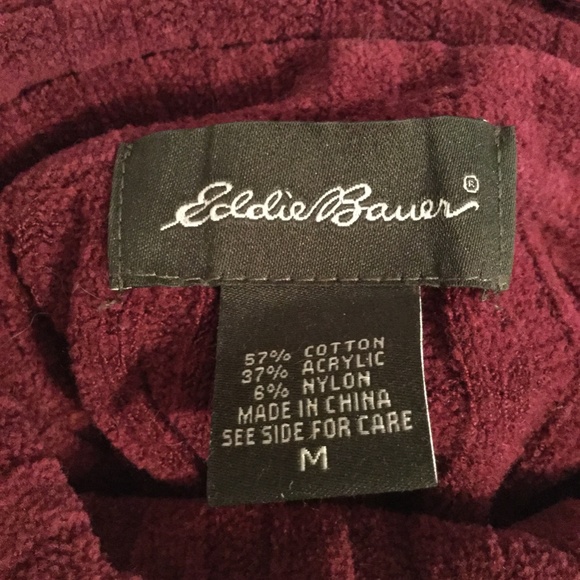 Eddie Bauer®
57% COTTON
37% ACRYLIC
6% NYLON
MADE IN CHINA
SEE SIDE FOR CARE
M